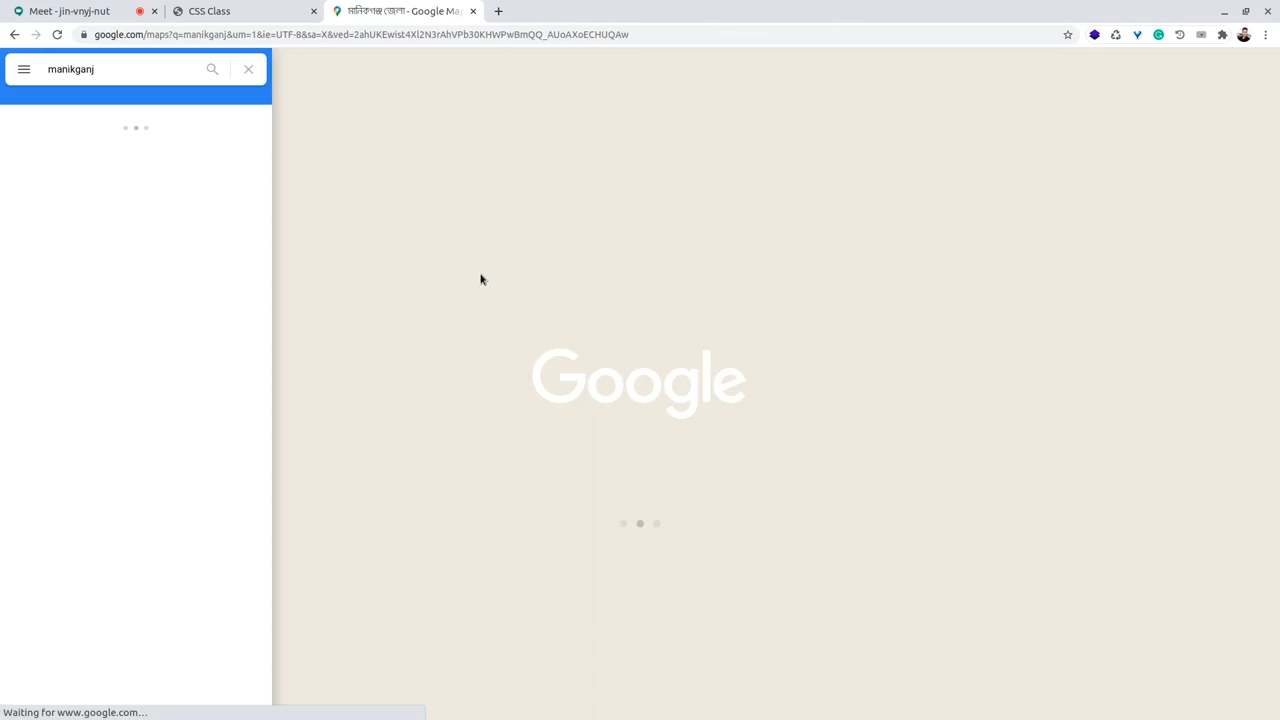 Meet - jin-vnyj-nut
CSS Class
মানিকগঞ্জ জেলা - Google Ma
google.com/maps?q=manikganj&um=1&ie=UTF-8&sa=X&ved=2ahUKEwist4Xl2N3rAhVPb30KHWPwBmQQ_AUoAXoECHUQAw
manikganj
Google
Waiting for www.google.com...